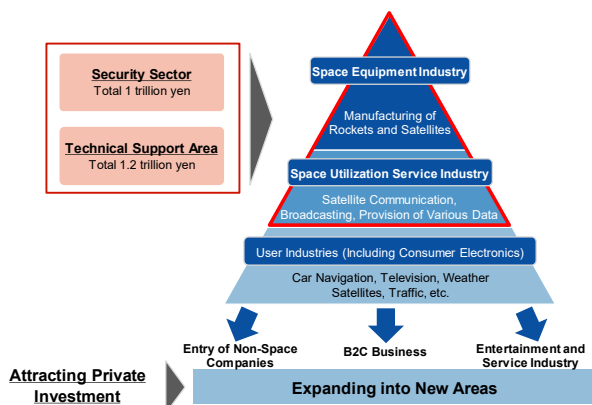 Security Sector
Total 1 trillion yen
Technical Support Area
Total 1.2 trillion yen
Space Equipment Industry
Manufacturing of
Rockets and Satellites
Space Utilization Service Industry
Satellite Communication,
Broadcasting, Provision of Various Data
User Industries (Including Consumer Electronics)
Car Navigation, Television, Weather
Satellites, Traffic, etc.
Entry of Non-Space
Companies
B2C Business
Entertainment and
Service Industry
Attracting Private
Investment
Expanding into New Areas